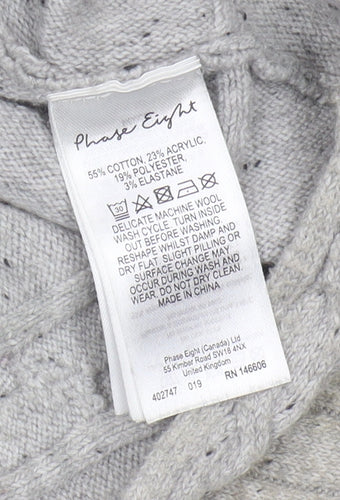 Phase Eight
55% COTTON, 23% ACRYLIC,
19% POLYESTER,
3% ELASTANE.
30
DELICATE MACHINE WOOL
WASH CYCLE. TURN INSIDE
OUT BEFORE WASHING.
RESHAPE WHILST DAMP AND
DRY FLAT. SLIGHT PILLING OR
SURFACE CHANGE MAY
OCCUR DURING WASH AND
WEAR. DO NOT DRY CLEAN.
MADE IN CHINA
Phase Eight (Canada) Ltd
55 Kimber Road SW18 4NX
United Kingdom
402747 019 RN 146606